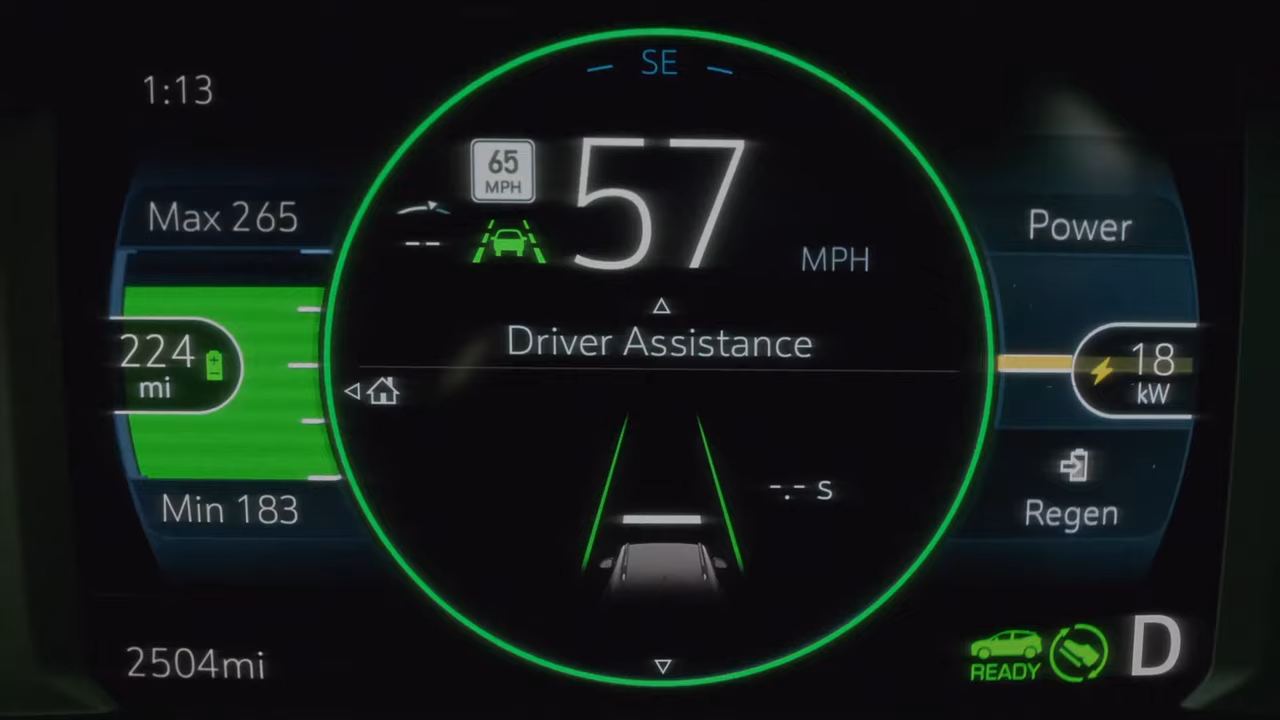 SE
1:13
65
MPH
57
MPH
--
Max 265
Power
Driver Assistance
224
mi
18
kW
-.- s
Min 183
Regen
2504mi
READY
D